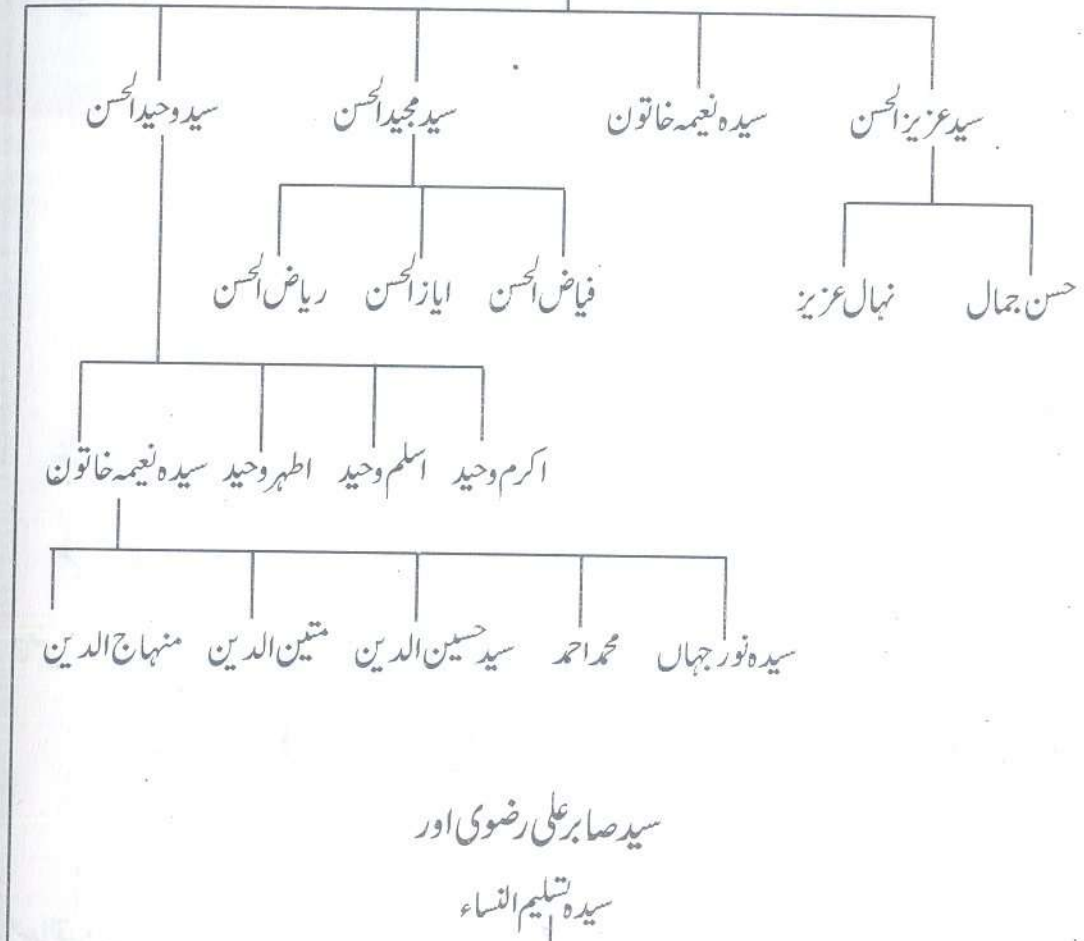 سید عزیز الحسن سیدہ نعیمہ خاتون سید مجید الحسن سید وحید الحسن
حسن جمال نہال عزیز فیاض الحسن ایاز الحسن ریاض الحسن
اکرم وحید اسلم وحید اطہر وحید سیدہ نعیمہ خاتون
سیدہ نور جہاں محمد احمد سید حسین الدین متین الدین منہاج الدین
سید صابر علی رضوی اور
سیدہ تسلیم النساء